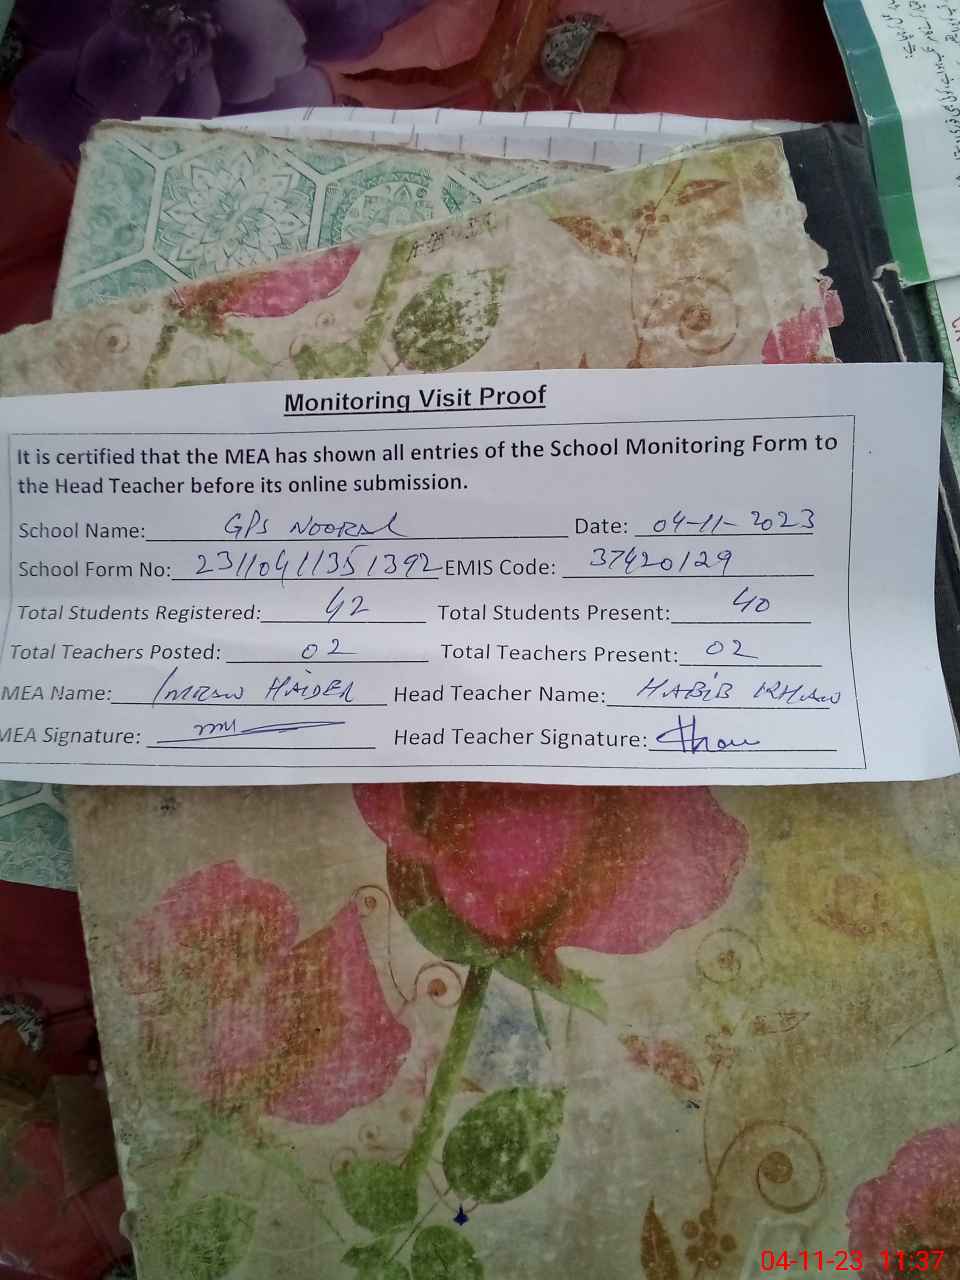 Monitoring Visit Proof
It is certified that the MEA has shown all entries of the School Monitoring Form to
the Head Teacher before its online submission.
School Name: GPS NOORAL Date: 04-11-2023
School Form No: 23110411351392 EMIS Code: 37420129
Total Students Registered: 42 Total Students Present: 40
Total Teachers Posted: 02 Total Teachers Present: 02
MEA Name: IMRAN HAIDER Head Teacher Name: HABIB KHAN
MEA Signature: Head Teacher Signature:
04-11-23 11:37